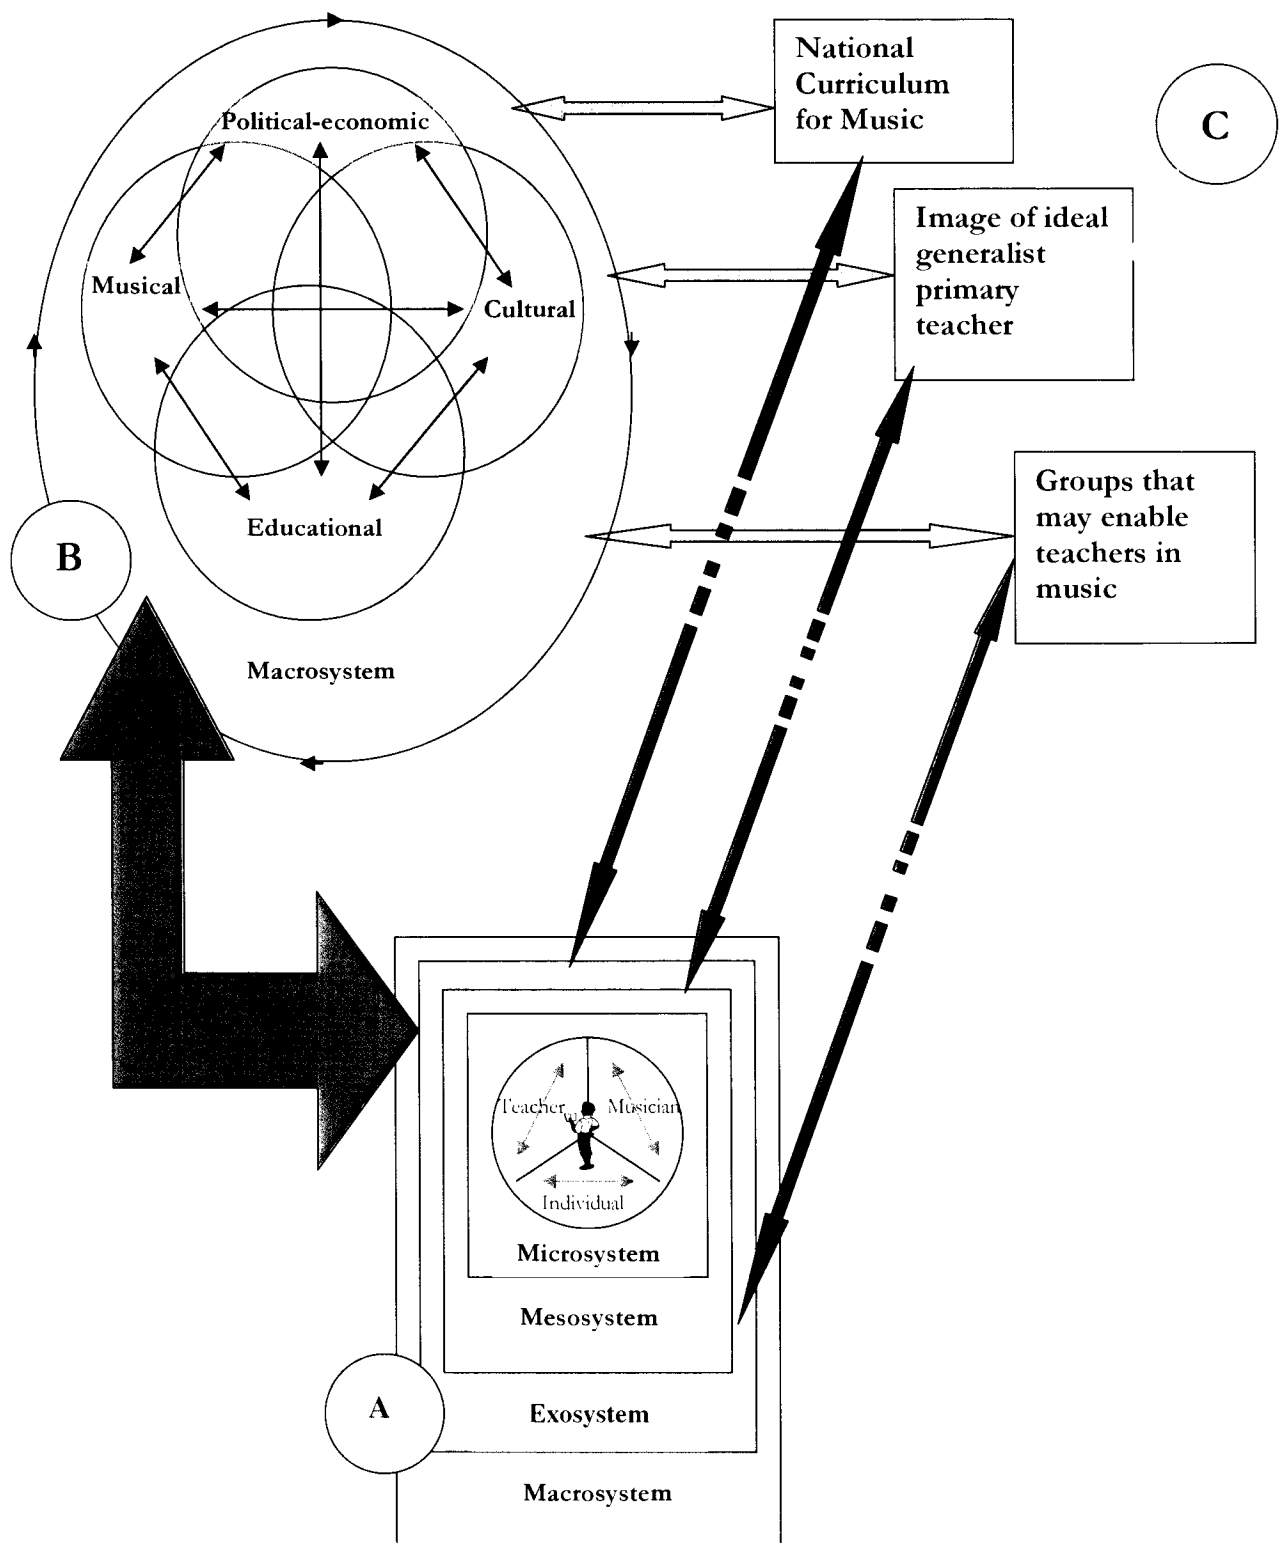 National
Curriculum
for Music
C
Political-economic
Image of ideal
generalist
primary
teacher
Musical
Cultural
Groups that
may enable
teachers in
music
Educational
B
Macrosystem
Teacher
Musician
Individual
Microsystem
Mesosystem
A
Exosystem
Macrosystem